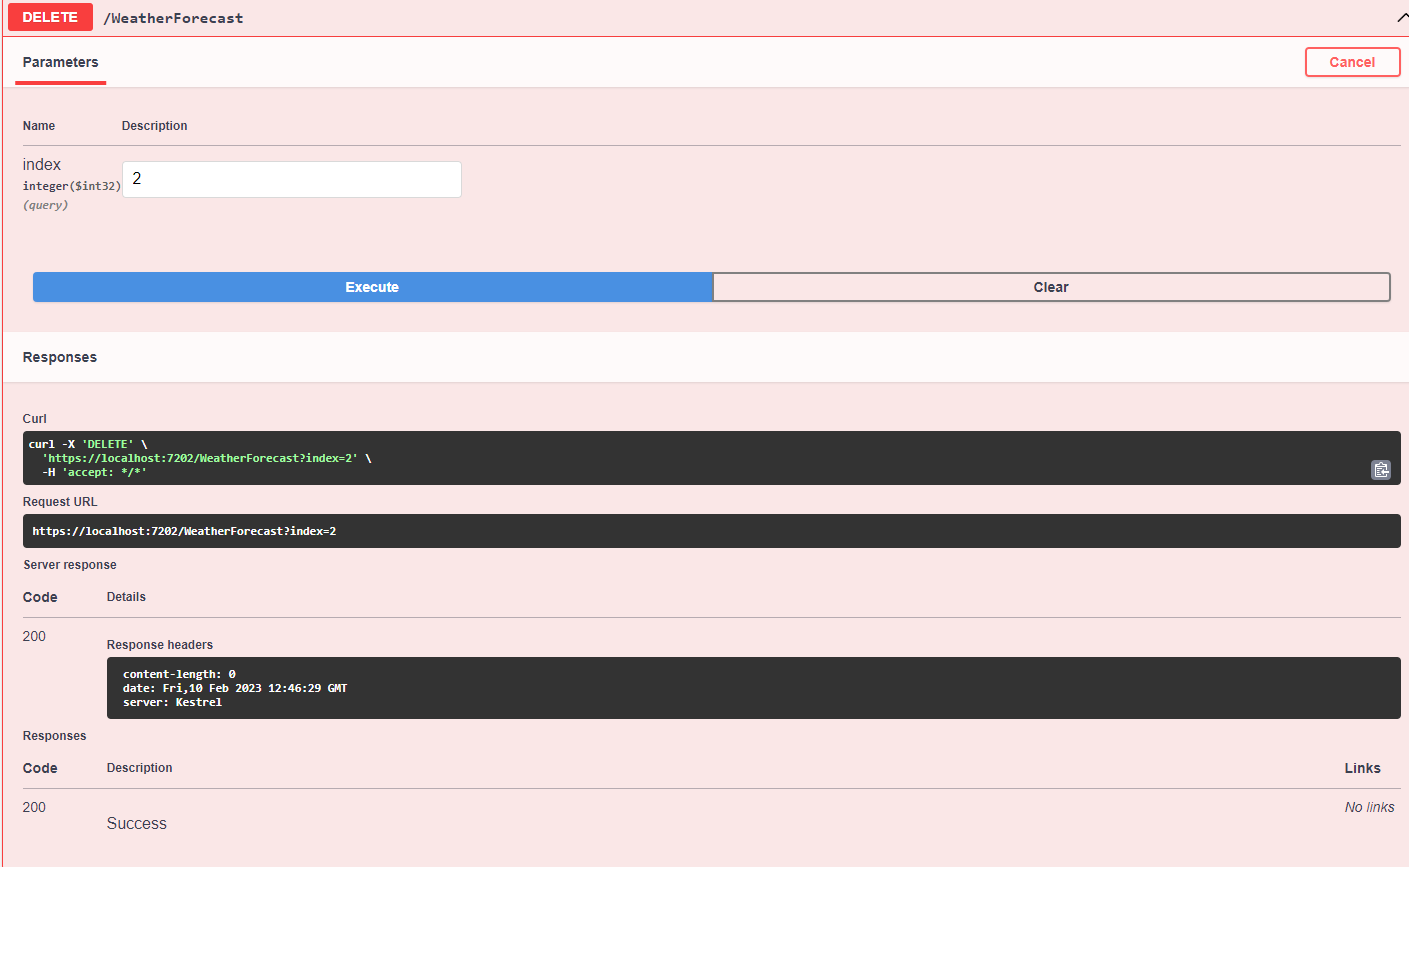 DELETE /WeatherForecast
Parameters
Cancel
Name Description
index
integer($int32)
(query)
2
Execute
Clear
Responses
Curl
curl -X 'DELETE' \
'https://localhost:7202/WeatherForecast?index=2' \
-H 'accept: */*'
Request URL
https://localhost:7202/WeatherForecast?index=2
Server response
Code Details
200
Response headers
content-length: 0
date: Fri,10 Feb 2023 12:46:29 GMT
server: Kestrel
Responses
Code Description Links
200
Success
No links